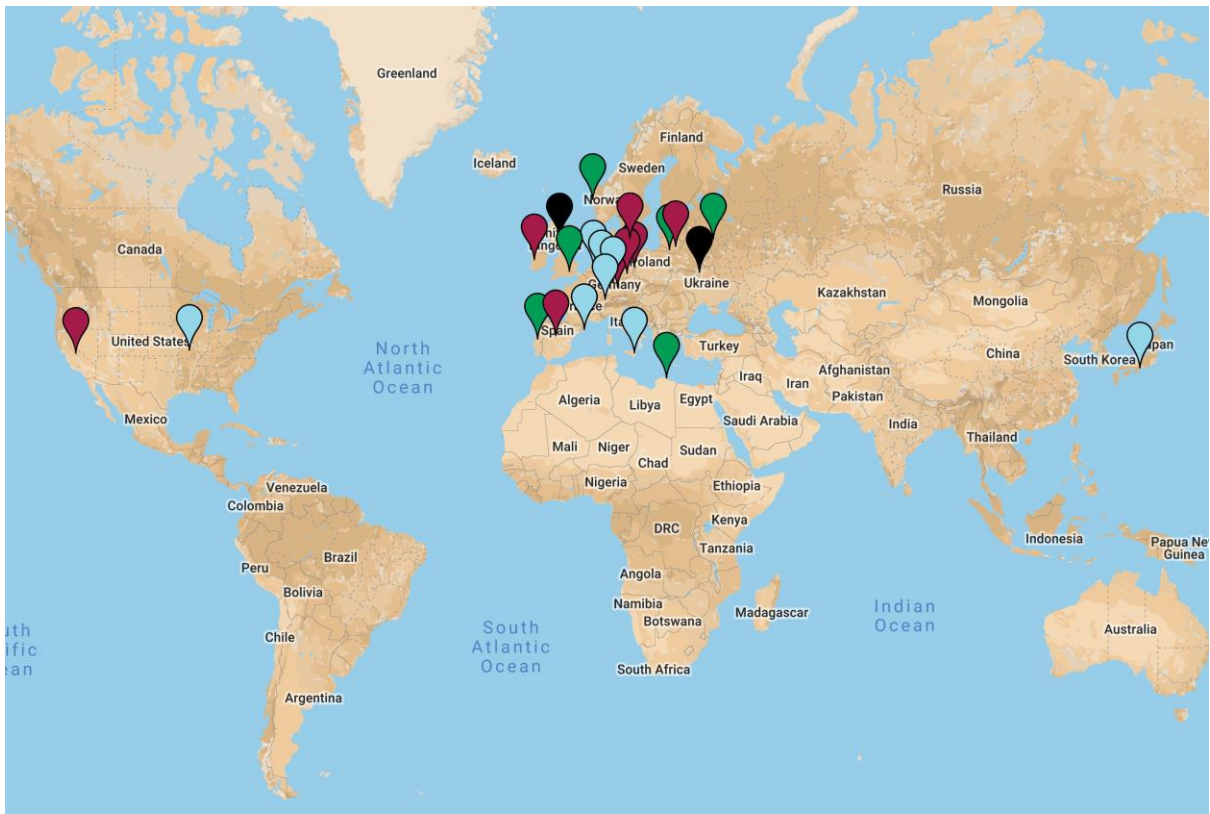 Greenland
Finland
Iceland
Sweden
Russia
Canada
Poland
Ukraine
Germany
Kazakhstan
Mongolia
United States
Spain
Turkey
South Korea
China
North
Atlantic
Ocean
Afghanistan
Iraq
Iran
Pakistan
Algeria
Libya
Egypt
Saudi Arabia
Mexico
India
Thailand
Mali
Niger
Sudan
Chad
Venezuela
Nigeria
Ethiopia
Colombia
Kenya
DRC
Indonesia
Papua New
Guinea
Brazil
Tanzania
Peru
Angola
Bolivia
Namibia
Madagascar
Botswana
Indian
Ocean
Chile
South
Atlantic
Ocean
Australia
South Africa
Argentina